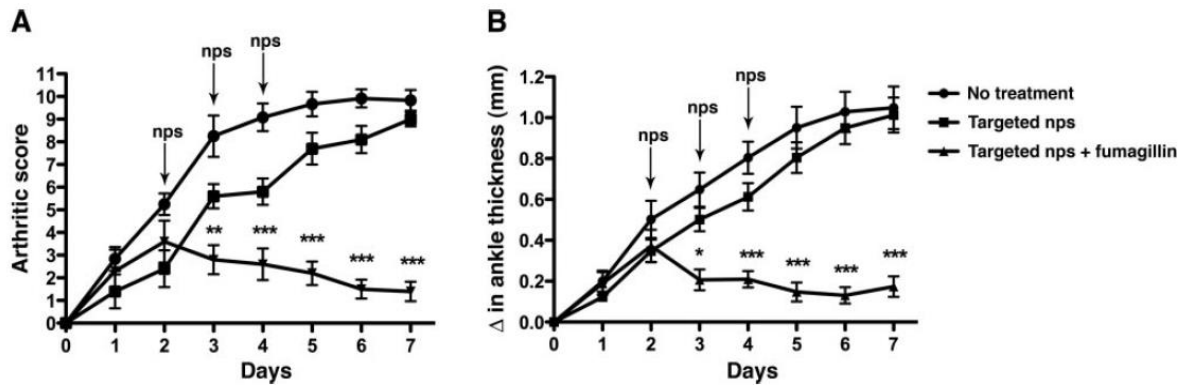 A
nps
nps
nps
Arthritic score
11
10
9
8
7
6
5
4
3
2
1
0
** *** *** *** ***
0 1 2 3 4 5 6 7
Days
B
nps
nps
nps
Δ in ankle thickness (mm)
1.2
1.0
0.8
0.6
0.4
0.2
0.0
* *** *** *** ***
0 1 2 3 4 5 6 7
Days
No treatment
Targeted nps
Targeted nps + fumagillin